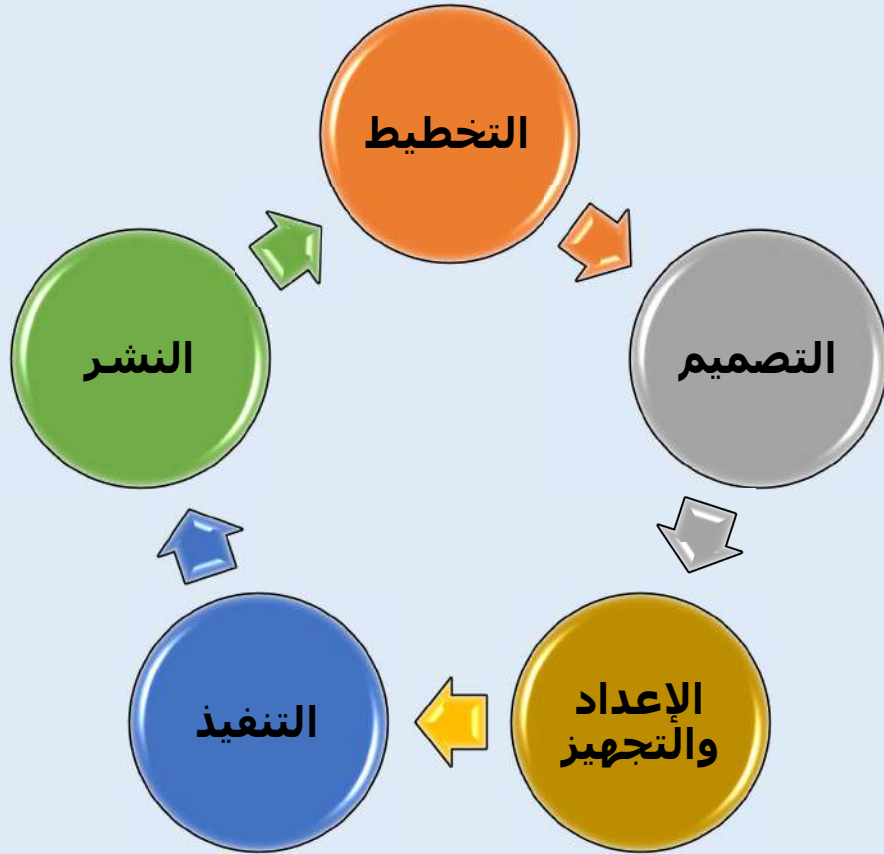 التخطيط
التصميم
الإعداد
والتجهيز
التنفيذ
النشر